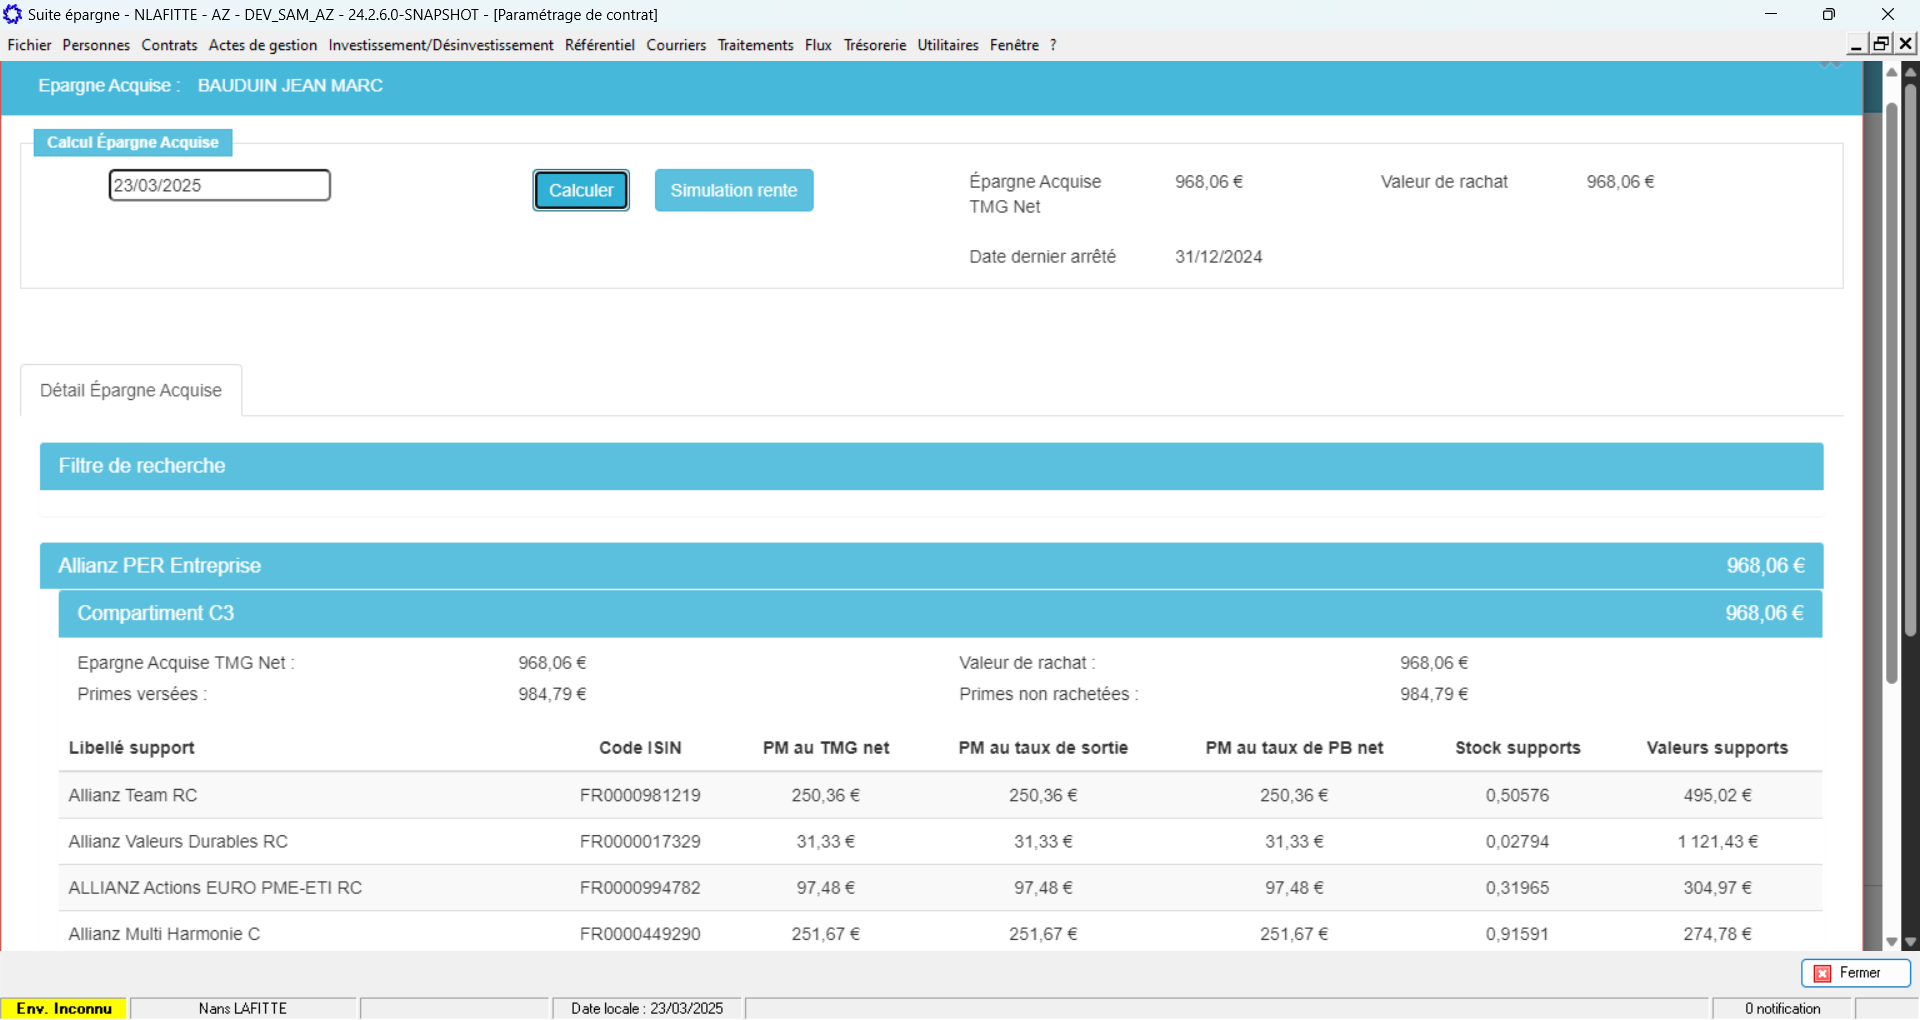 Suite épargne - NLAFITTE - AZ - DEV_SAM_AZ - 24.2.6.0-SNAPSHOT - [Paramétrage de contrat]
Fichier Personnes Contrats Actes de gestion Investissement/Désinvestissement Référentiel Courriers Traitements Flux Trésorerie Utilitaires Fenêtre ?
Epargne Acquise : BAUDUIN JEAN MARC
Calcul Épargne Acquise
23/03/2025 Calculer Simulation rente Épargne Acquise TMG Net 968,06 € Valeur de rachat 968,06 €
Date dernier arrêté 31/12/2024
Détail Épargne Acquise
Filtre de recherche
Allianz PER Entreprise 968,06 €
Compartiment C3 968,06 €
Epargne Acquise TMG Net : 968,06 € Valeur de rachat : 968,06 €
Primes versées : 984,79 € Primes non rachetées : 984,79 €
Libellé support Code ISIN PM au TMG net PM au taux de sortie PM au taux de PB net Stock supports Valeurs supports
Allianz Team RC FR0000981219 250,36 € 250,36 € 250,36 € 0,50576 495,02 €
Allianz Valeurs Durables RC FR0000017329 31,33 € 31,33 € 31,33 € 0,02794 1 121,43 €
ALLIANZ Actions EURO PME-ETI RC FR0000994782 97,48 € 97,48 € 97,48 € 0,31965 304,97 €
Allianz Multi Harmonie C FR0000449290 251,67 € 251,67 € 251,67 € 0,91591 274,78 €
Fermer
Env. Inconnu Nans LAFITTE Date locale : 23/03/2025 0 notification